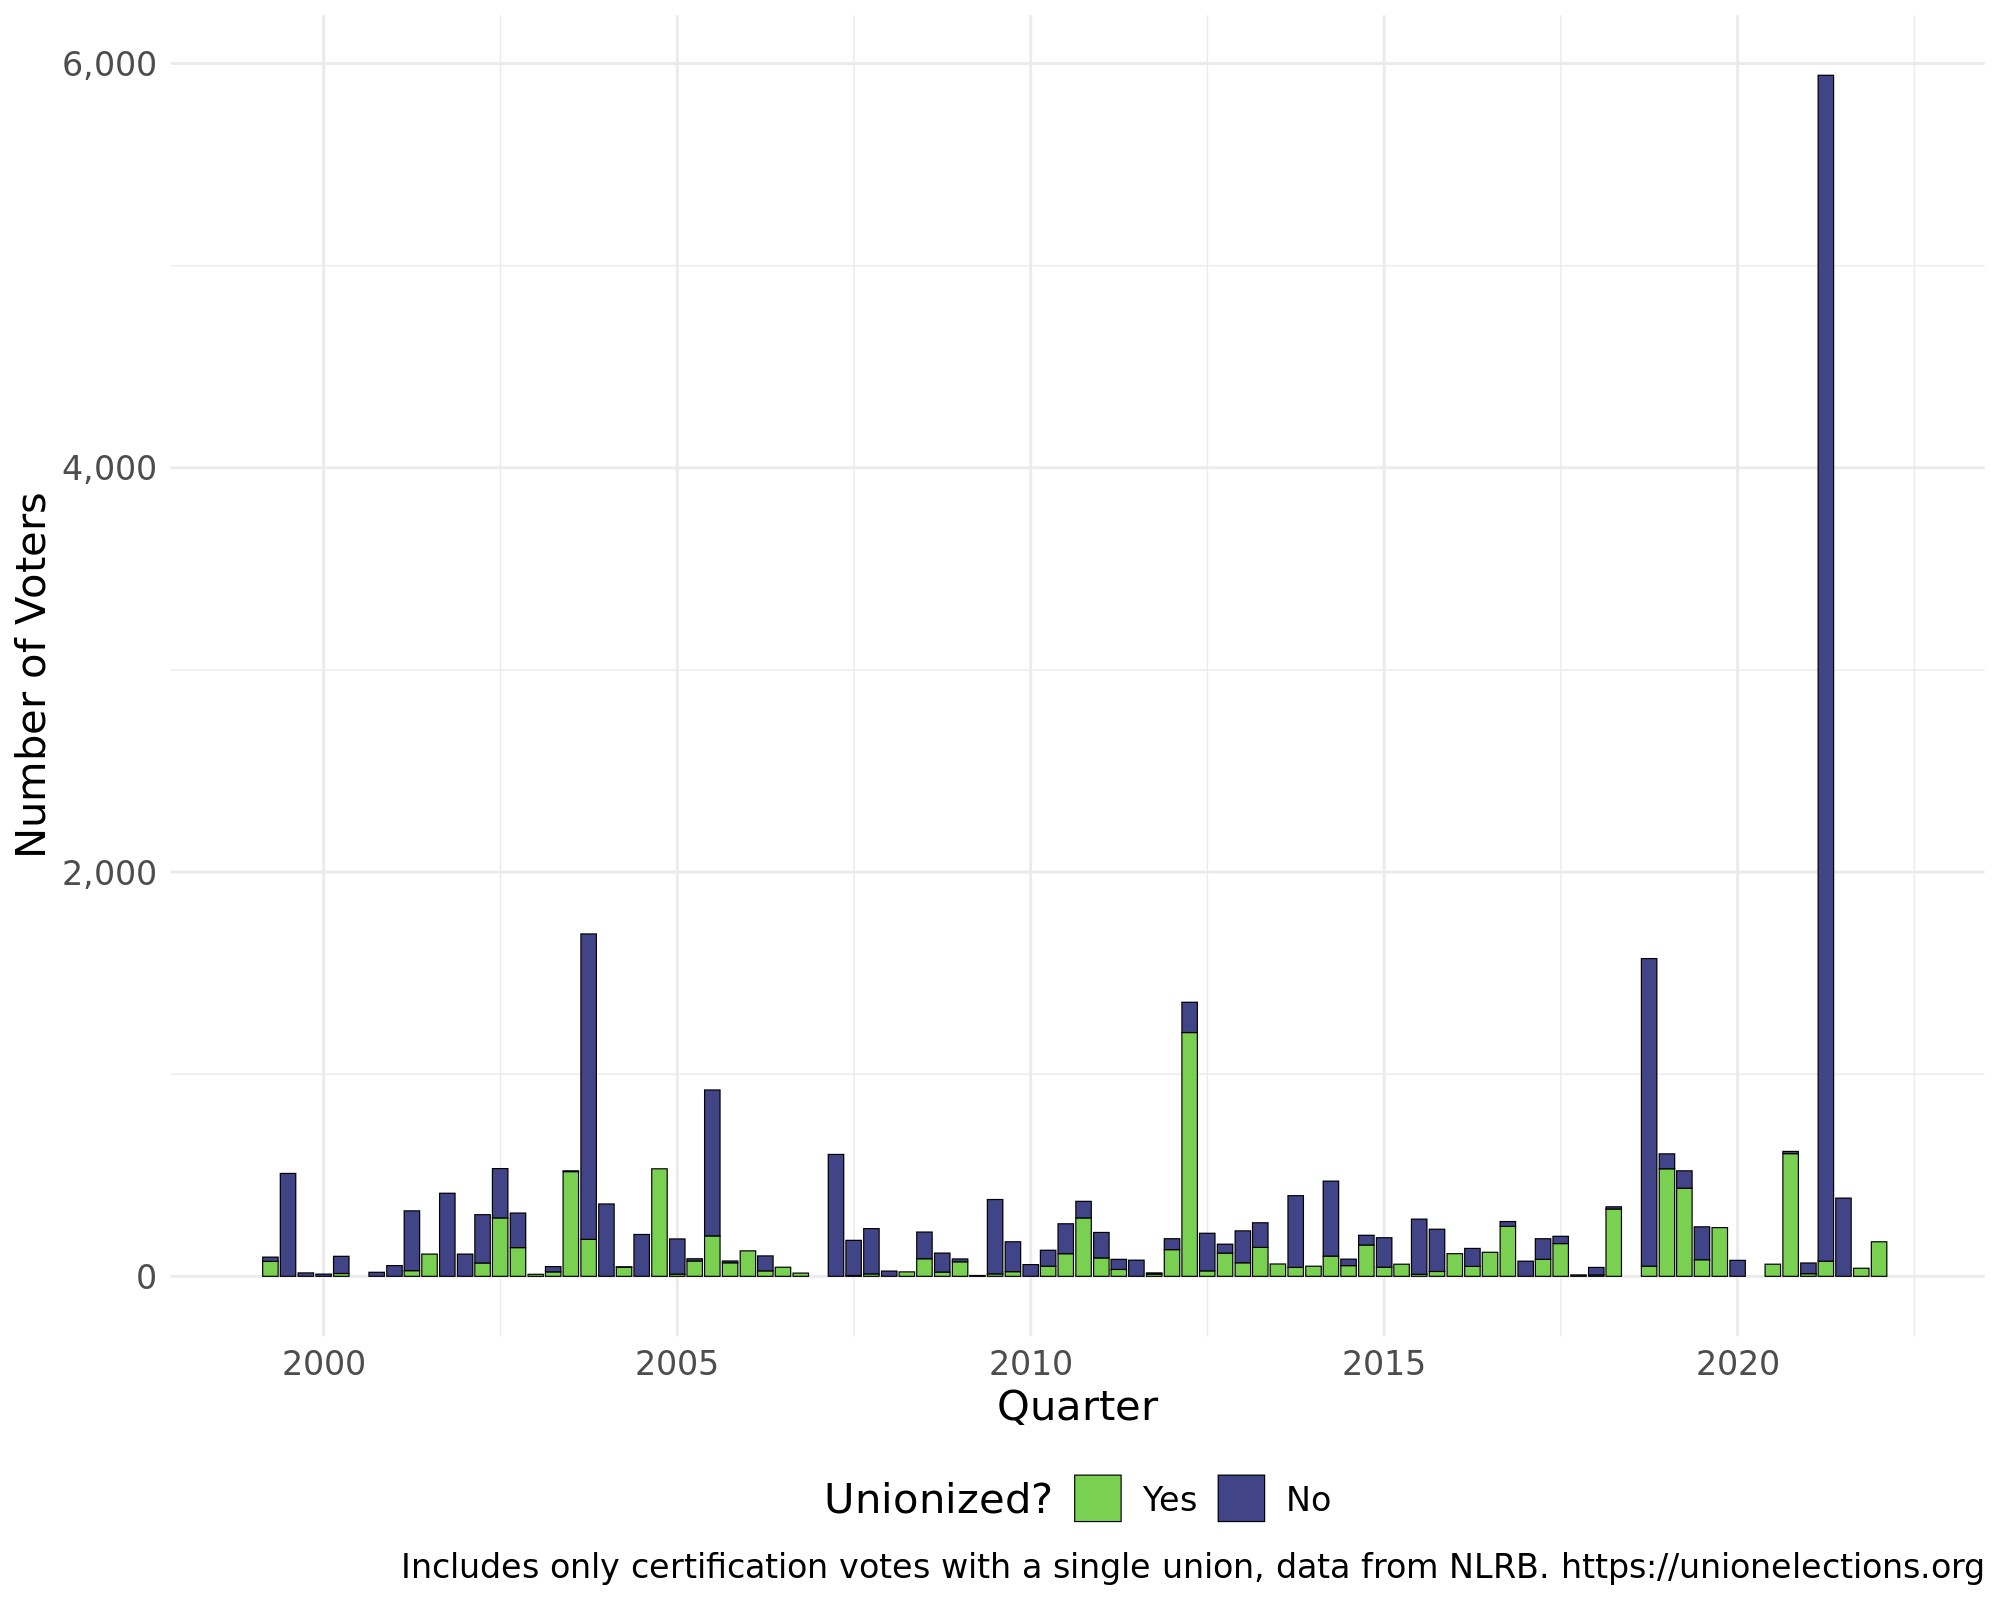 6,000
4,000
2,000
0
Number of Voters
2000 2005 2010 2015 2020
Quarter
Unionized? Yes No
Includes only certification votes with a single union, data from NLRB. https://unionelections.org